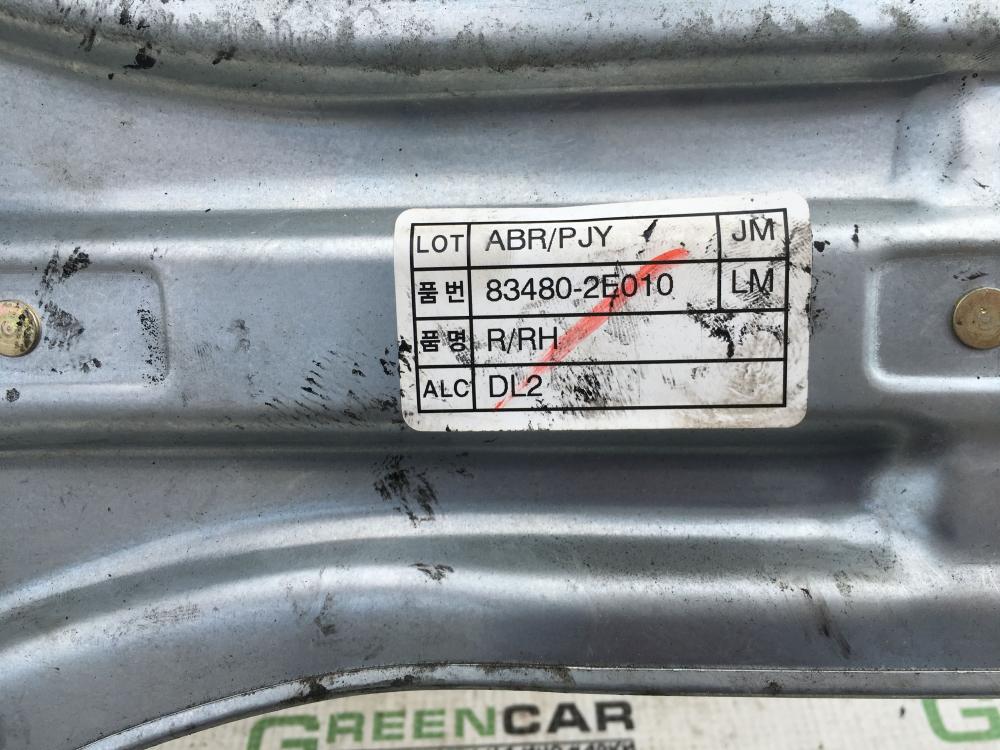 LOT ABR/PJY JM
품번 83480-2E010 LM
품명 R/RH
ALC DL2
GREENCAR